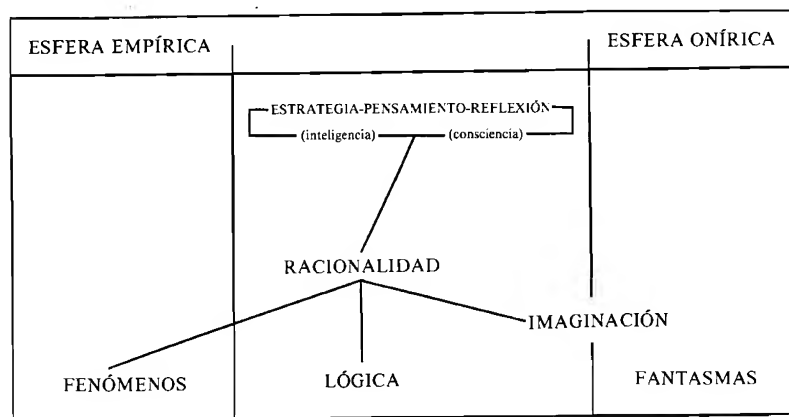 ESFERA EMPÍRICA
ESFERA ONÍRICA
ESTRATEGIA-PENSAMIENTO-REFLEXIÓN
(inteligencia) (consciencia)
RACIONALIDAD
IMAGINACIÓN
FENÓMENOS LÓGICA FANTASMAS